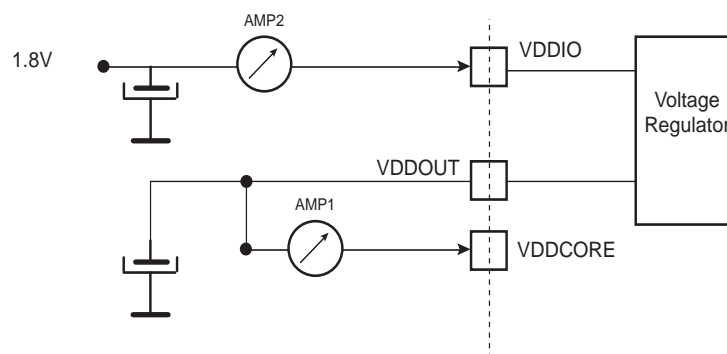 AMP2
1.8V
VDDIO
Voltage
Regulator
VDDOUT
AMP1
VDDCORE